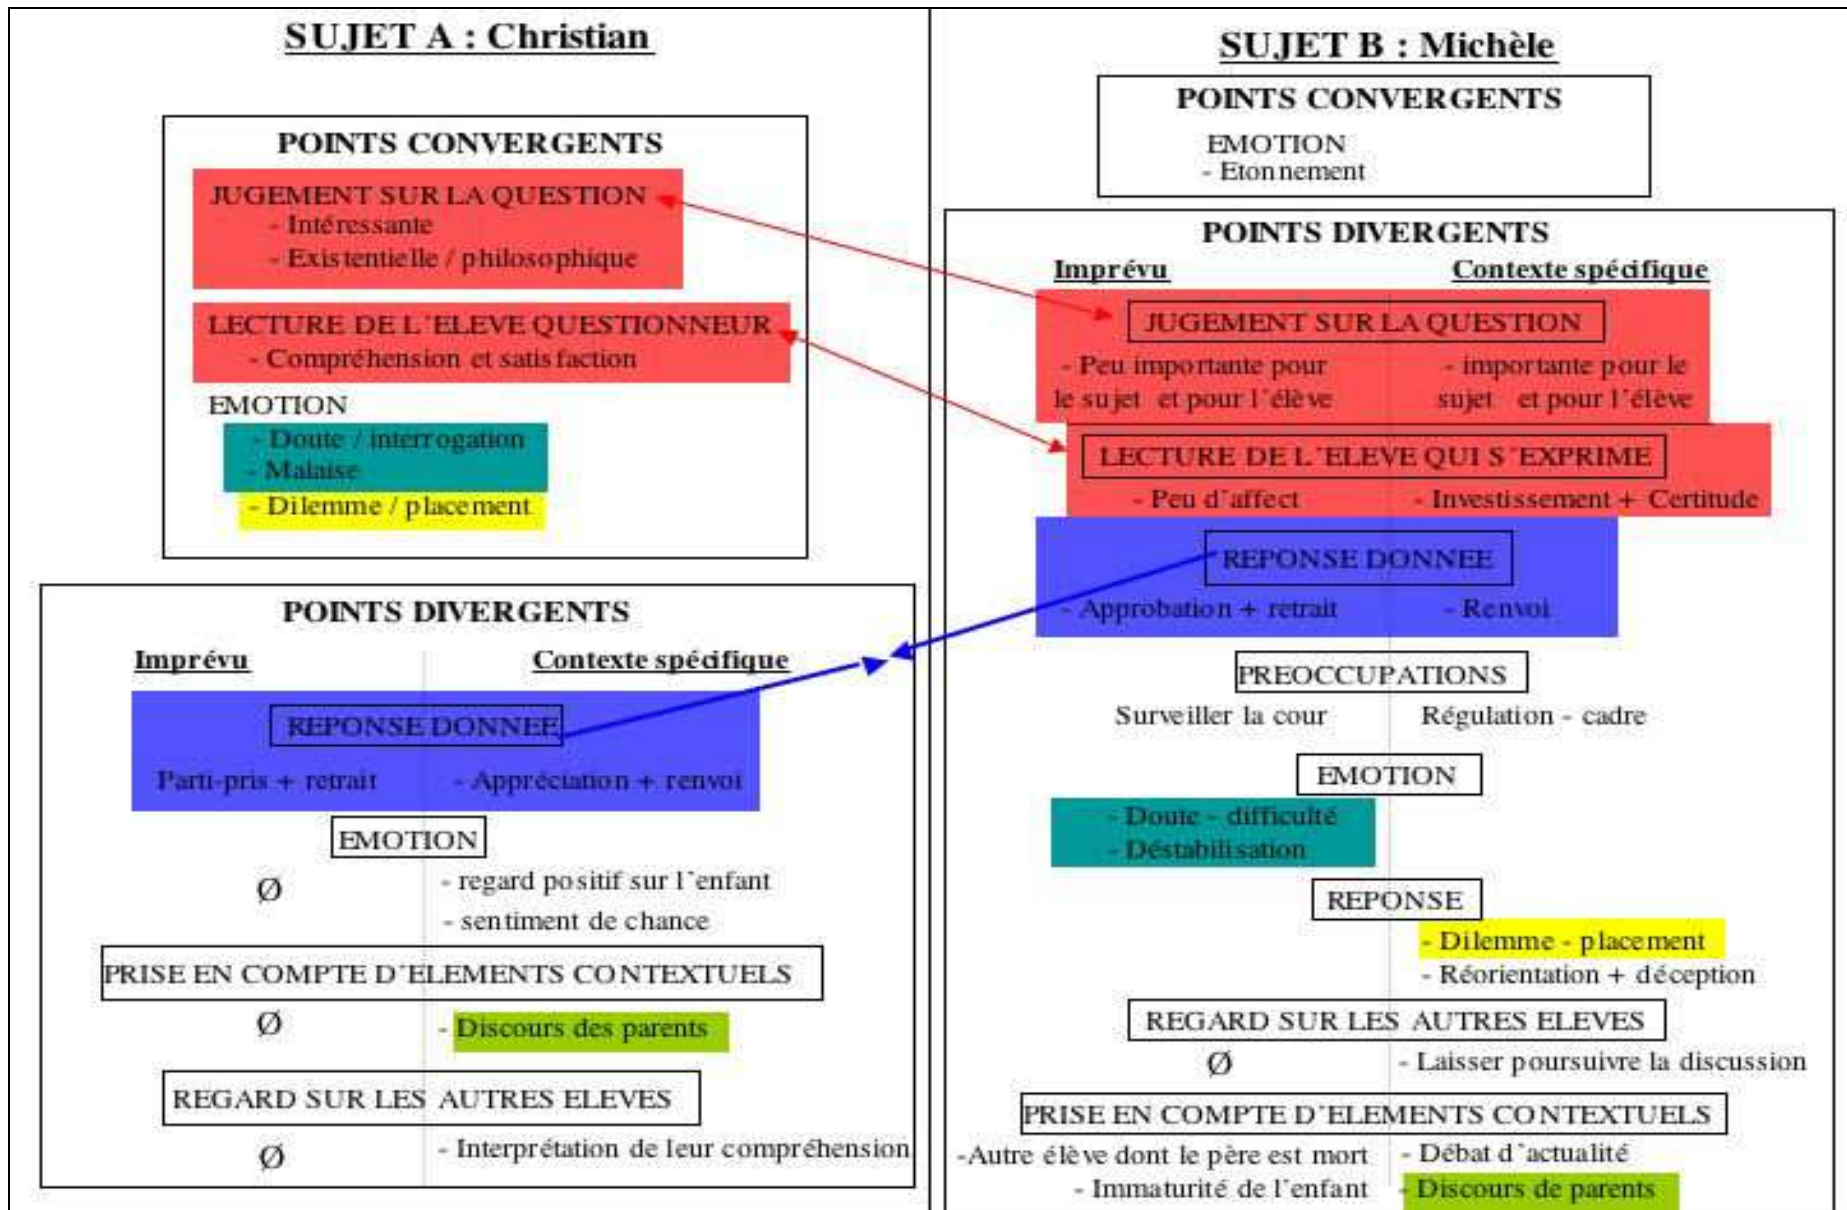 SUJET A : Christian
POINTS CONVERGENTS
JUGEMENT SUR LA QUESTION
- Intéressante
- Existentielle / philosophique
LECTURE DE L'ELEVE QUESTIONNEUR
- Compréhension et satisfaction
EMOTION
- Doute / interrogation
- Malaise
- Dilemme / placement
POINTS DIVERGENTS
Imprévu Contexte spécifique
REPONSE DONNEE
Parti-pris + retrait - Appréciation + renvoi
EMOTION
Ø - regard positif sur l'enfant
- sentiment de chance
PRISE EN COMPTE D'ELEMENTS CONTEXTUELS
Ø - Discours des parents
REGARD SUR LES AUTRES ELEVES
Ø - Interprétation de leur compréhension
SUJET B : Michèle
POINTS CONVERGENTS
EMOTION
- Etonnement
POINTS DIVERGENTS
Imprévu Contexte spécifique
JUGEMENT SUR LA QUESTION
- Peu importante pour - importante pour le
le sujet et pour l'élève sujet et pour l'élève
LECTURE DE L'ELEVE QUI S'EXPRIME
- Peu d'affect - Investissement + Certitude
REPONSE DONNEE
- Approbation + retrait - Renvoi
PREOCCUPATIONS
Surveiller la cour Régulation - cadre
EMOTION
- Doute - difficulté
- Déstabilisation
REPONSE
- Dilemme - placement
- Réorientation + déception
REGARD SUR LES AUTRES ELEVES
Ø - Laisser poursuivre la discussion
PRISE EN COMPTE D'ELEMENTS CONTEXTUELS
-Autre élève dont le père est mort - Débat d'actualité
- Immaturité de l'enfant - Discours de parents